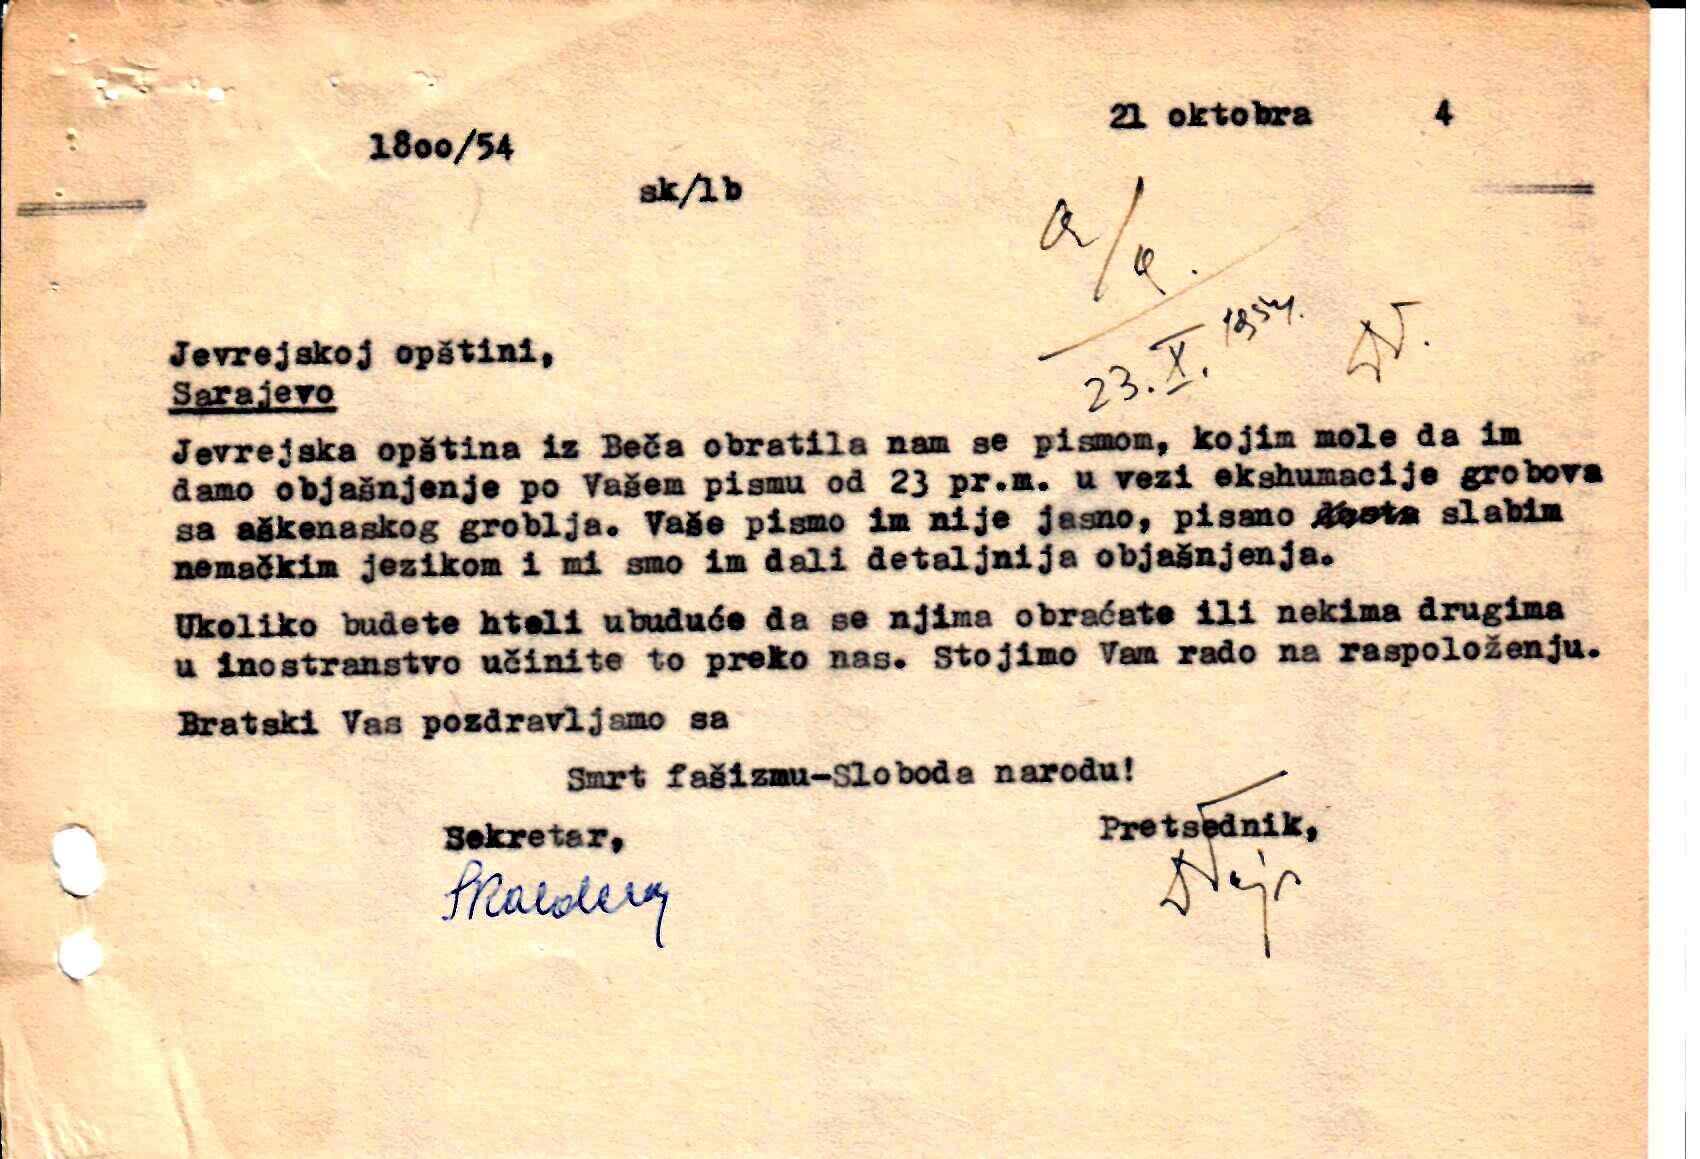 21 oktobra 4
1800/54
sk/lb
a/a.
23. X. 1954.
Jevrejskoj opštini,
Sarajevo
Jevrejska opština iz Beča obratila nam se pismom, kojim mole da im
damo objašnjenje po Vašem pismu od 23 pr.m. u vezi ekshumacije grobova
sa aškenaskog groblja. Vaše pismo im nije jasno, pisano dosta slabim
nemačkim jezikom i mi smo im dali detaljnija objašnjenja.
Ukoliko budete hteli ubuduće da se njima obraćate ili nekima drugima
u inostranstvo učinite to preko nas. Stojimo Vam rado na raspoloženju.
Bratski Vas pozdravljamo sa
Smrt fašizmu-Sloboda narodu!
Sekretar, Pretsednik,